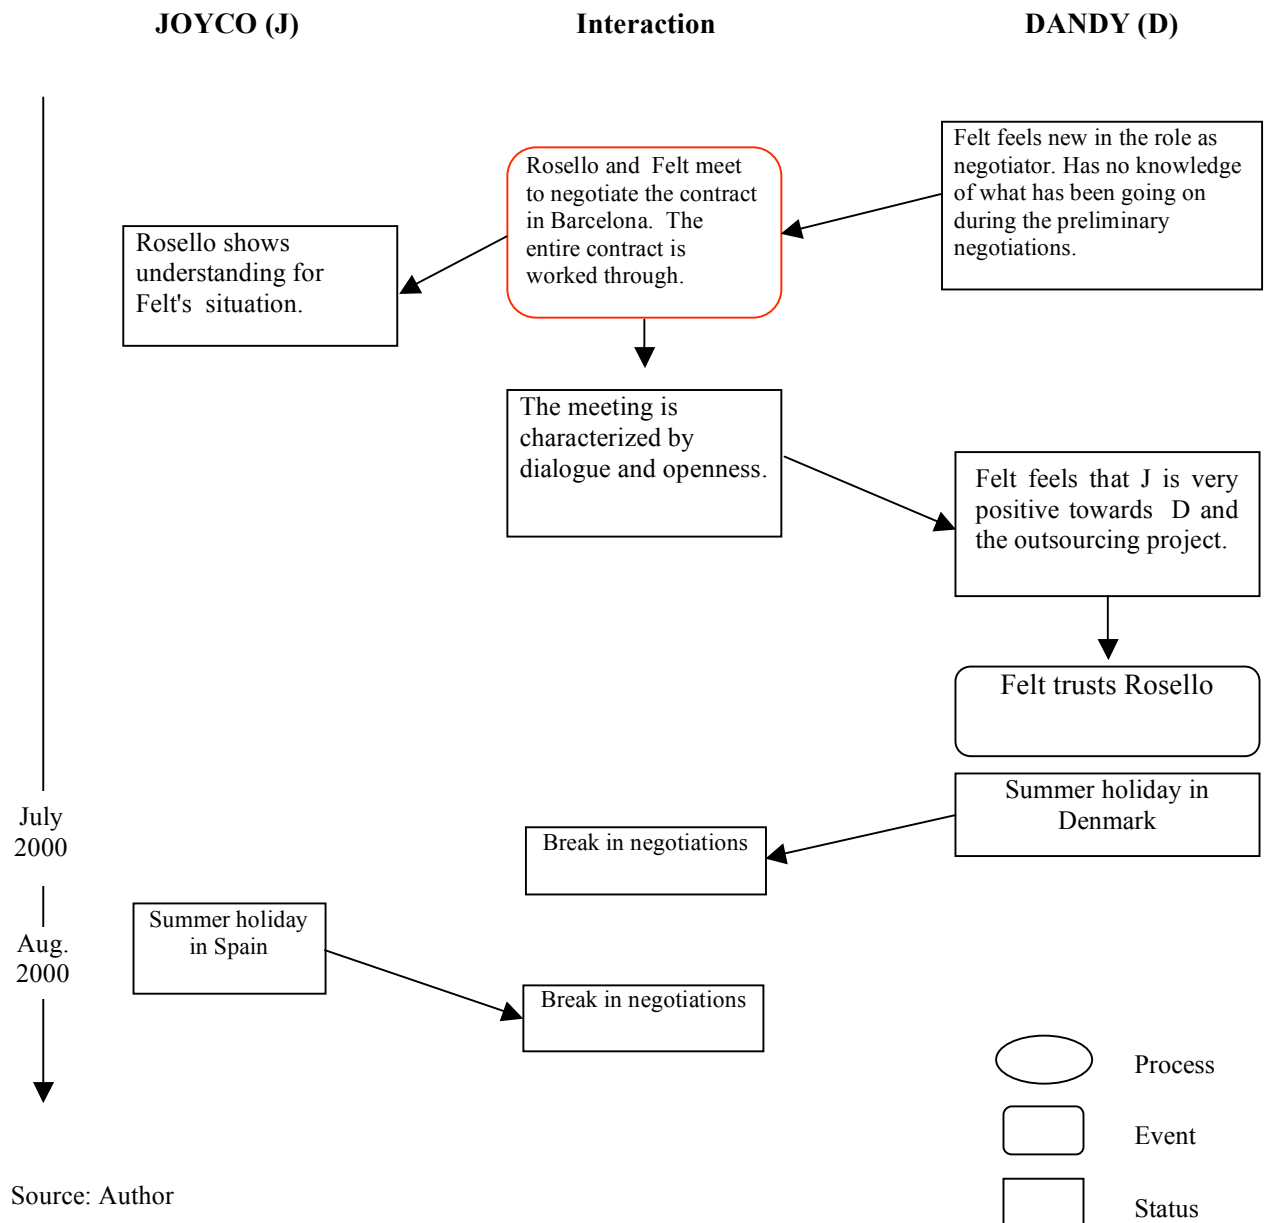 JOYCO (J)
Interaction
DANDY (D)
Felt feels new in the role as
negotiator. Has no knowledge
of what has been going on
during the preliminary
negotiations.
Rosello and Felt meet
to negotiate the contract
in Barcelona. The
entire contract is
worked through.
Rosello shows
understanding for
Felt's situation.
The meeting is
characterized by
dialogue and openness.
Felt feels that J is very
positive towards D and
the outsourcing project.
Felt trusts Rosello
Summer holiday in
Denmark
July
2000
Break in negotiations
Summer holiday
in Spain
Aug.
2000
Break in negotiations
Process
Event
Status
Source: Author